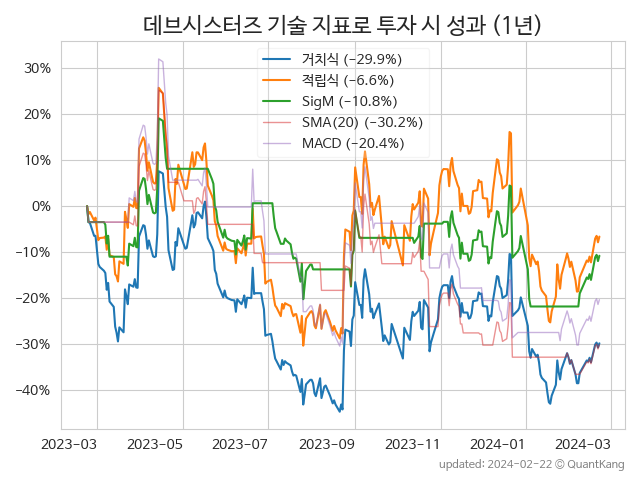 데브시스터즈 기술 지표로 투자 시 성과 (1년)
거치식 (−29.9%)
적립식 (−6.6%)
SigM (−10.8%)
SMA(20) (−30.2%)
MACD (−20.4%)
30%
20%
10%
0%
−10%
−20%
−30%
−40%
2023−03 2023−05 2023−07 2023−09 2023−11 2024−01 2024−03
updated: 2024−02−22 © QuantKang